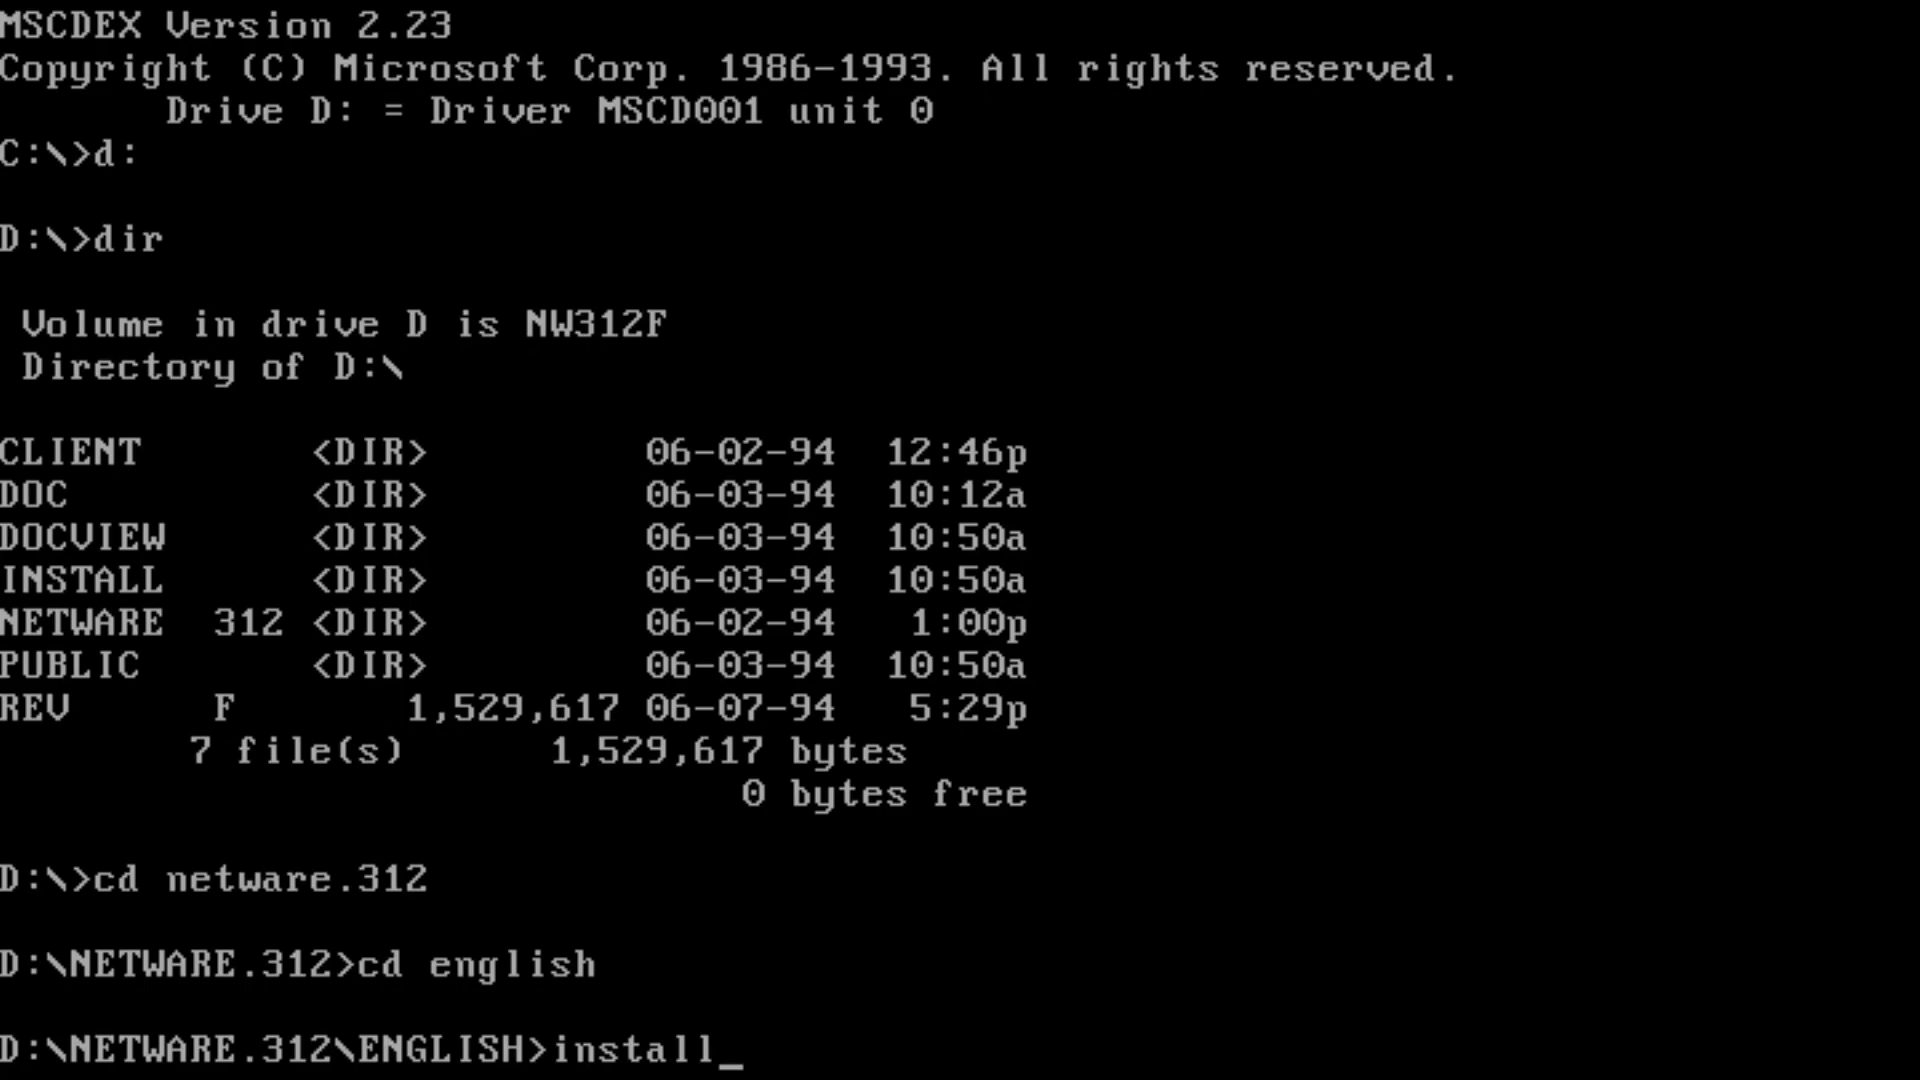 MSCDEX Version 2.23
Copyright (C) Microsoft Corp. 1986-1993. All rights reserved.
       Drive D: = Driver MSCD001 unit 0
C:\>d:
D:\>dir
 Volume in drive D is NW312F
 Directory of D:\
CLIENT       <DIR>         06-02-94  12:46p
DOC          <DIR>         06-03-94  10:12a
DOCVIEW      <DIR>         06-03-94  10:50a
INSTALL      <DIR>         06-03-94  10:50a
NETWARE  312 <DIR>         06-02-94   1:00p
PUBLIC       <DIR>         06-03-94  10:50a
REV      F       1,529,617 06-07-94   5:29p
        7 file(s)      1,529,617 bytes
                               0 bytes free
D:\>cd netware.312
D:\NETWARE.312>cd english
D:\NETWARE.312\ENGLISH>install_